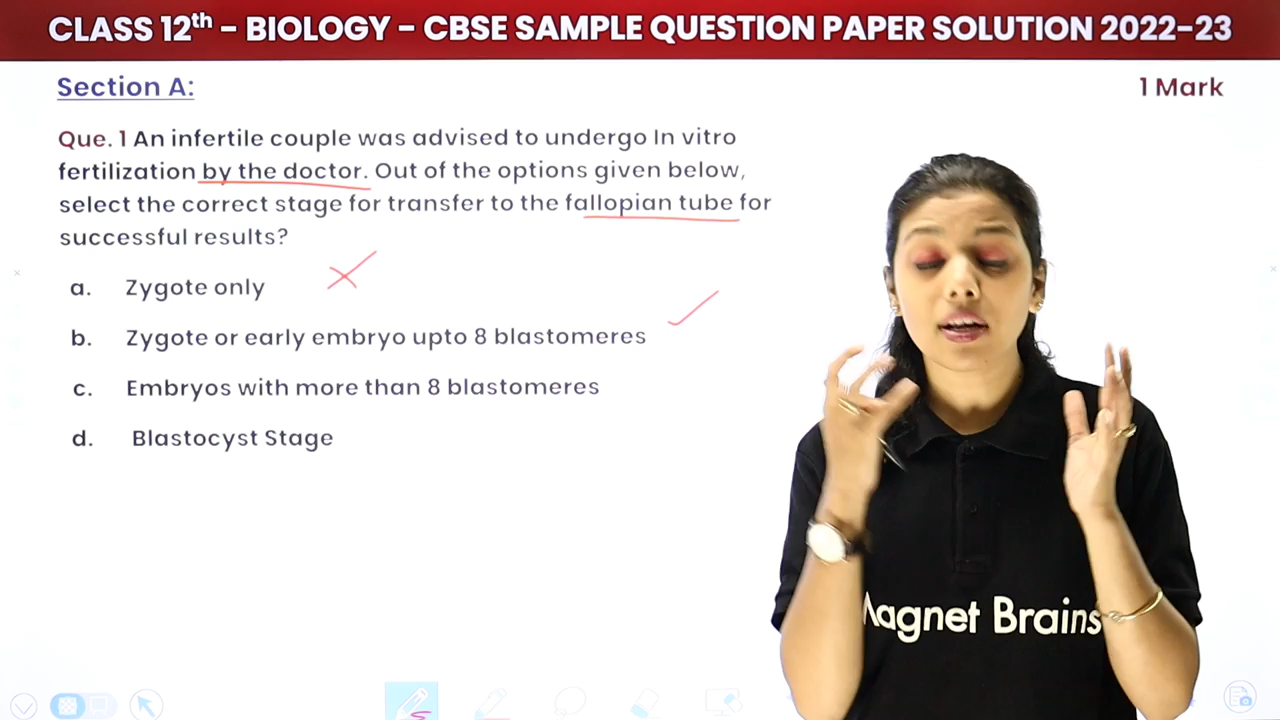 CLASS 12th – BIOLOGY – CBSE SAMPLE QUESTION PAPER SOLUTION 2022–23
Section A:
1 Mark
Que. 1 An infertile couple was advised to undergo In vitro
fertilization by the doctor. Out of the options given below,
select the correct stage for transfer to the fallopian tube for
successful results?
a. Zygote only
b. Zygote or early embryo upto 8 blastomeres
c. Embryos with more than 8 blastomeres
d. Blastocyst Stage
Magnet Brains